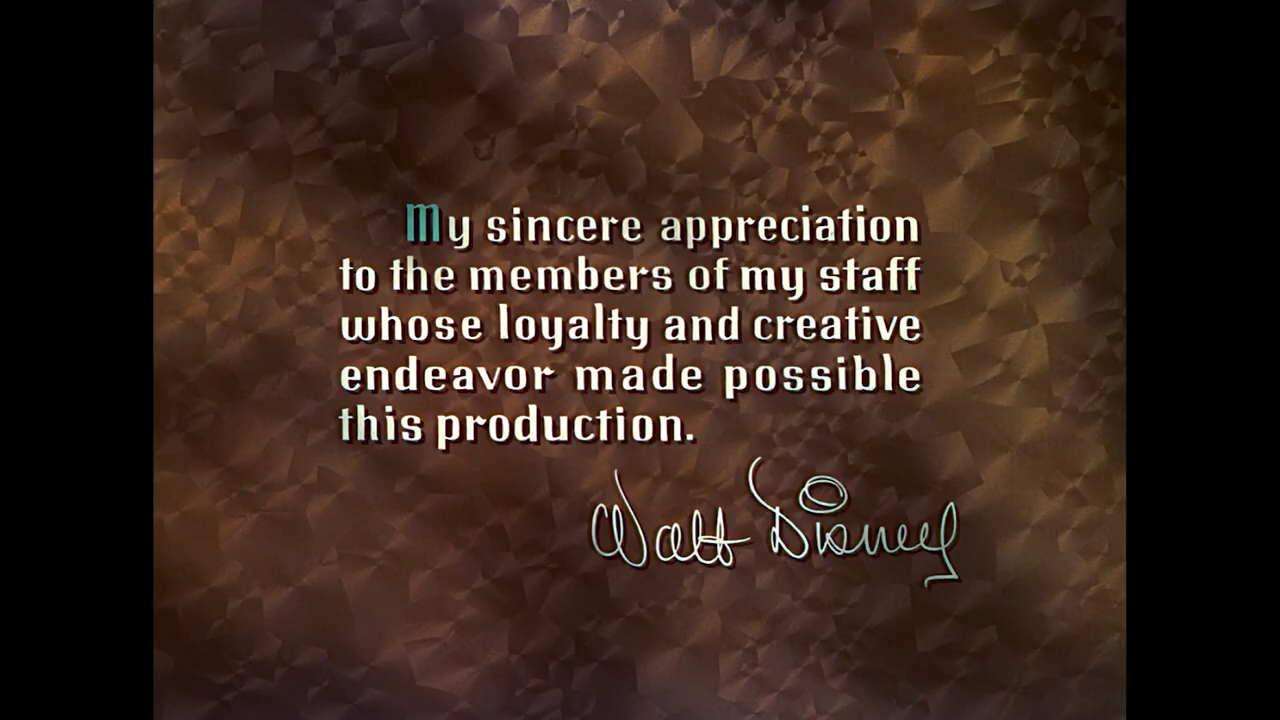 My sincere appreciation
to the members of my staff
whose loyalty and creative
endeavor made possible
this production.
Walt Disney